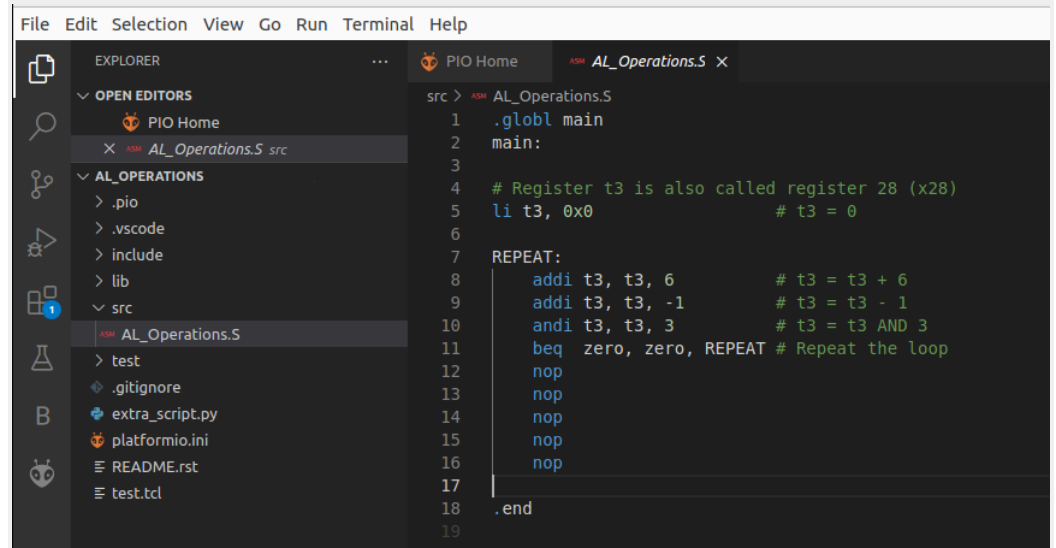 File Edit Selection View Go Run Terminal Help
EXPLORER
OPEN EDITORS
PIO Home
ASM AL_Operations.S src
AL_OPERATIONS
.pio
.vscode
include
lib
src
ASM AL_Operations.S
test
.gitignore
extra_script.py
platformio.ini
README.rst
test.tcl
1
B
PIO Home ASM AL_Operations.S
src > ASM AL_Operations.S
1 .globl main
2 main:
3
4 # Register t3 is also called register 28 (x28)
5 li t3, 0x0 # t3 = 0
6
7 REPEAT:
8 addi t3, t3, 6 # t3 = t3 + 6
9 addi t3, t3, -1 # t3 = t3 - 1
10 andi t3, t3, 3 # t3 = t3 AND 3
11 beq zero, zero, REPEAT # Repeat the loop
12 nop
13 nop
14 nop
15 nop
16 nop
17
18 .end
19